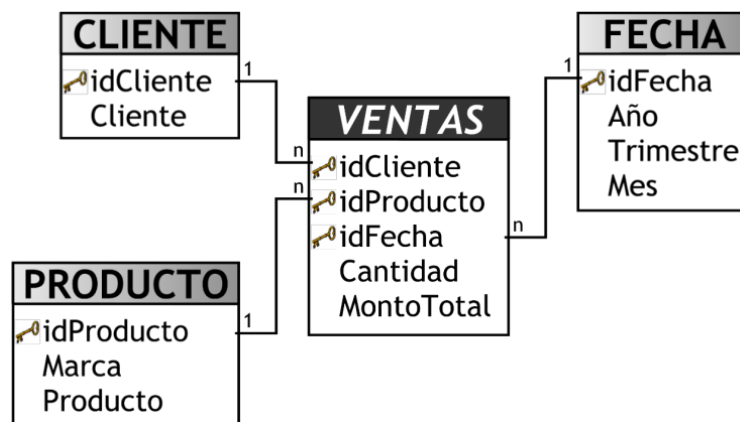 CLIENTE
idCliente
Cliente
1
n
PRODUCTO
idProducto
Marca
Producto
1
n
VENTAS
idCliente
idProducto
idFecha
Cantidad
MontoTotal
n
1
FECHA
idFecha
Año
Trimestre
Mes